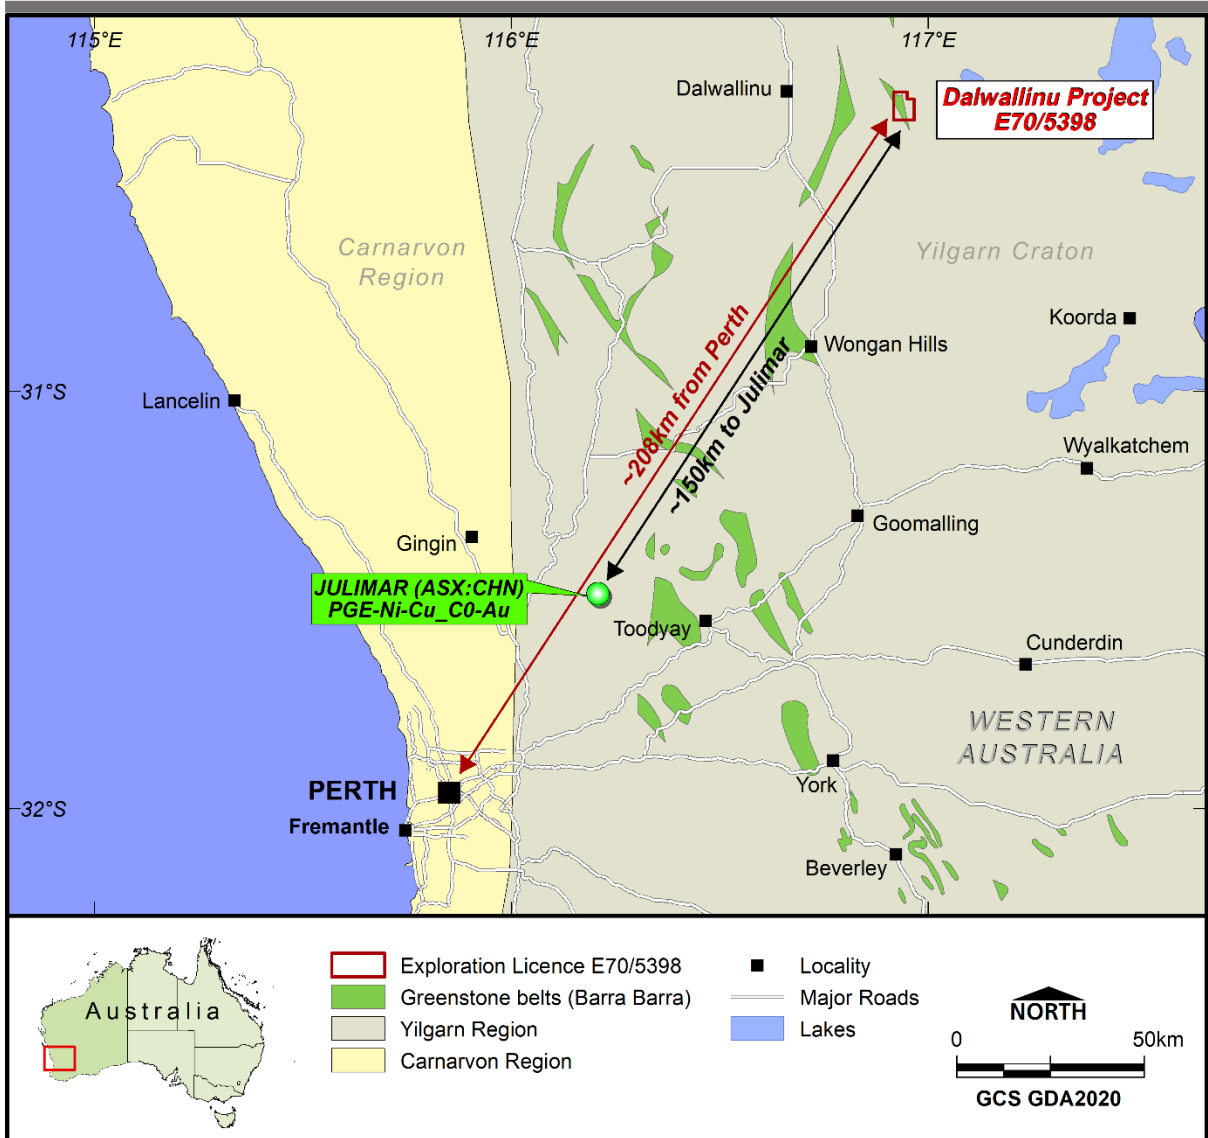 115°E
116°E
117°E
Dalwallinu
Dalwallinu Project
E70/5398
Carnarvon
Region
Yilgarn Craton
Koorda
Wongan Hills
31°S
Lancelin
~208km from Perth
~150km to Julimar
Wyalkatchem
Goomalling
Gingin
JULIMAR (ASX:CHN)
PGE-Ni-Cu_C0-Au
Toodyay
Cunderdin
WESTERN
AUSTRALIA
PERTH
York
32°S
Fremantle
Beverley
Australia
Exploration Licence E70/5398
Greenstone belts (Barra Barra)
Yilgarn Region
Carnarvon Region
Locality
Major Roads
Lakes
NORTH
0 50km
GCS GDA2020